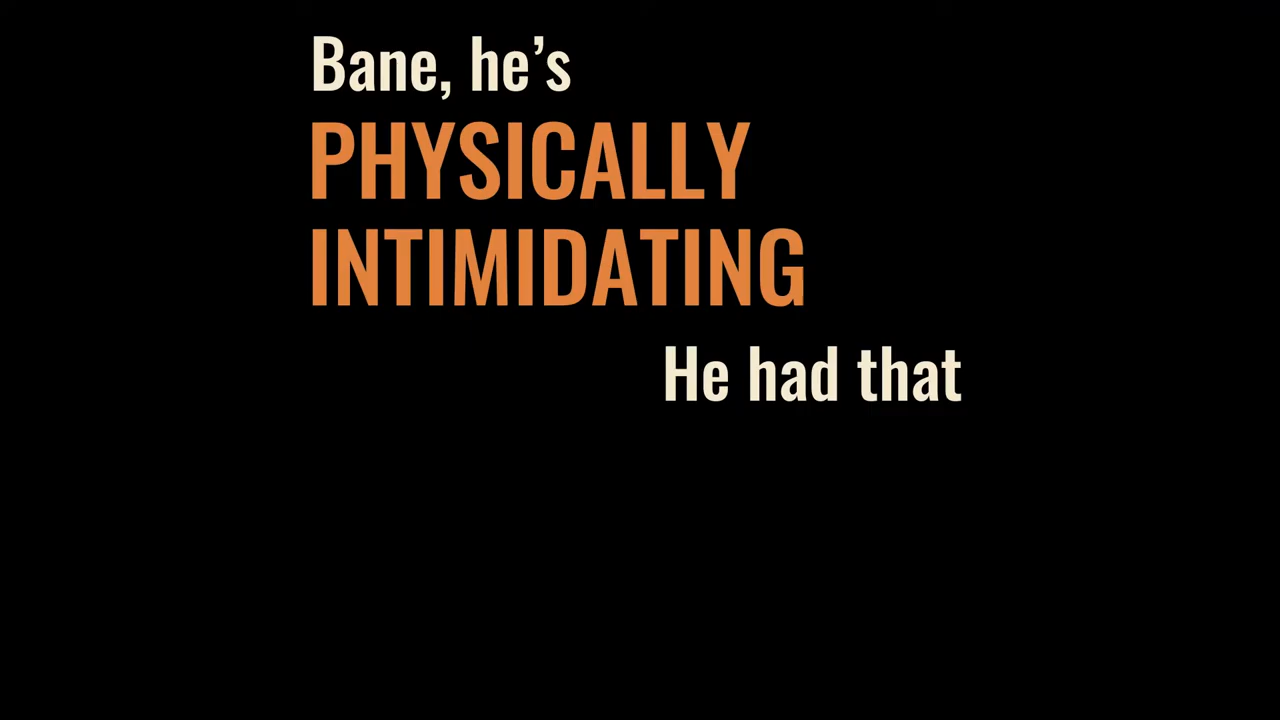 Bane, he’s
PHYSICALLY
INTIMIDATING
He had that